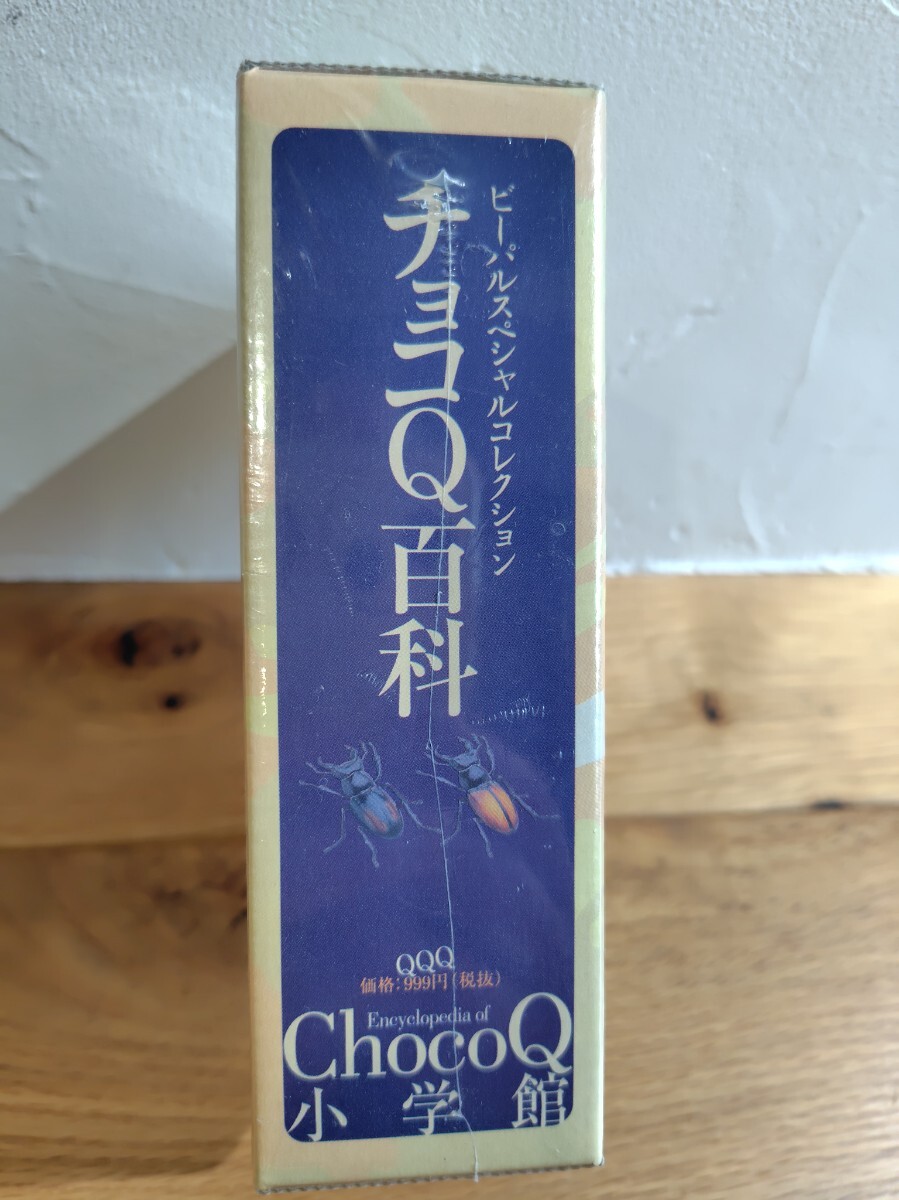 ビーパルスペシャルコレクション
チョコQ百科
QQQ
価格:999円(税抜)
Encyclopedia of
ChocoQ
小学館